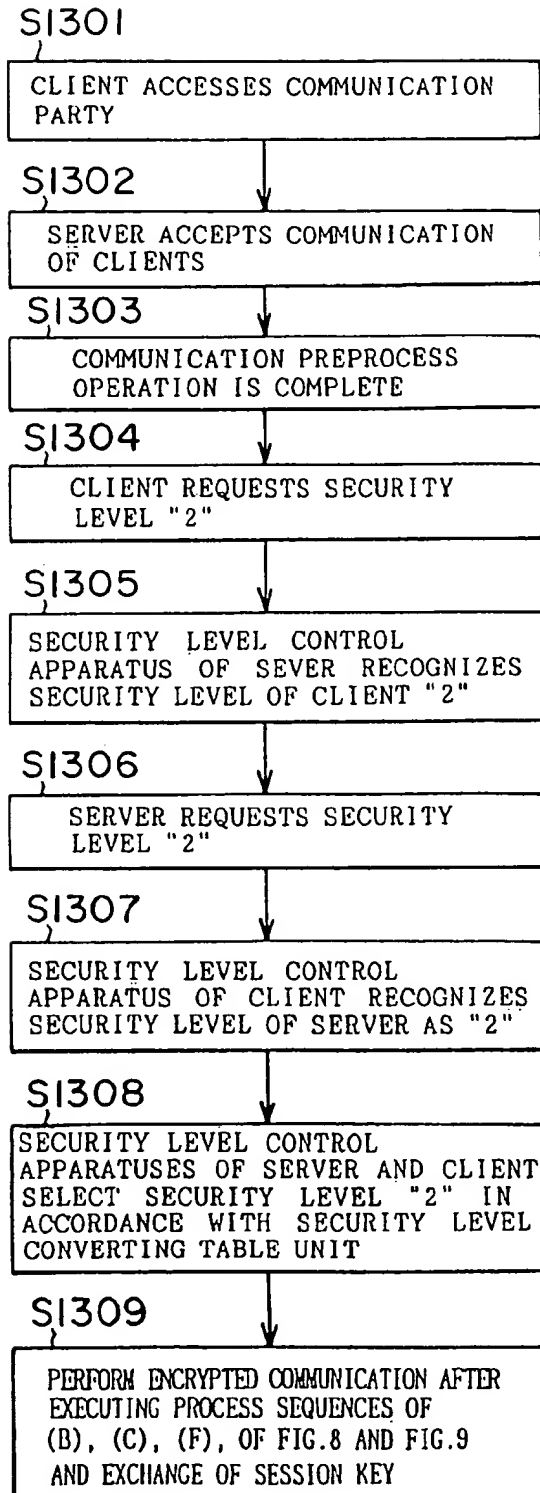 S1301
CLIENT ACCESSES COMMUNICATION
PARTY
S1302
SERVER ACCEPTS COMMUNICATION
OF CLIENTS
S1303
COMMUNICATION PREPROCESS
OPERATION IS COMPLETE
S1304
CLIENT REQUESTS SECURITY
LEVEL "2"
S1305
SECURITY LEVEL CONTROL
APPARATUS OF SEVER RECOGNIZES
SECURITY LEVEL OF CLIENT "2"
S1306
SERVER REQUESTS SECURITY
LEVEL "2"
S1307
SECURITY LEVEL CONTROL
APPARATUS OF CLIENT RECOGNIZES
SECURITY LEVEL OF SERVER AS "2"
S1308
SECURITY LEVEL CONTROL
APPARATUSES OF SERVER AND CLIENT
SELECT SECURITY LEVEL "2" IN
ACCORDANCE WITH SECURITY LEVEL
CONVERTING TABLE UNIT
S1309
PERFORM ENCRYPTED COMMUNICATION AFTER
EXECUTING PROCESS SEQUENCES OF
(B), (C), (F), OF FIG.8 AND FIG.9
AND EXCHANGE OF SESSION KEY